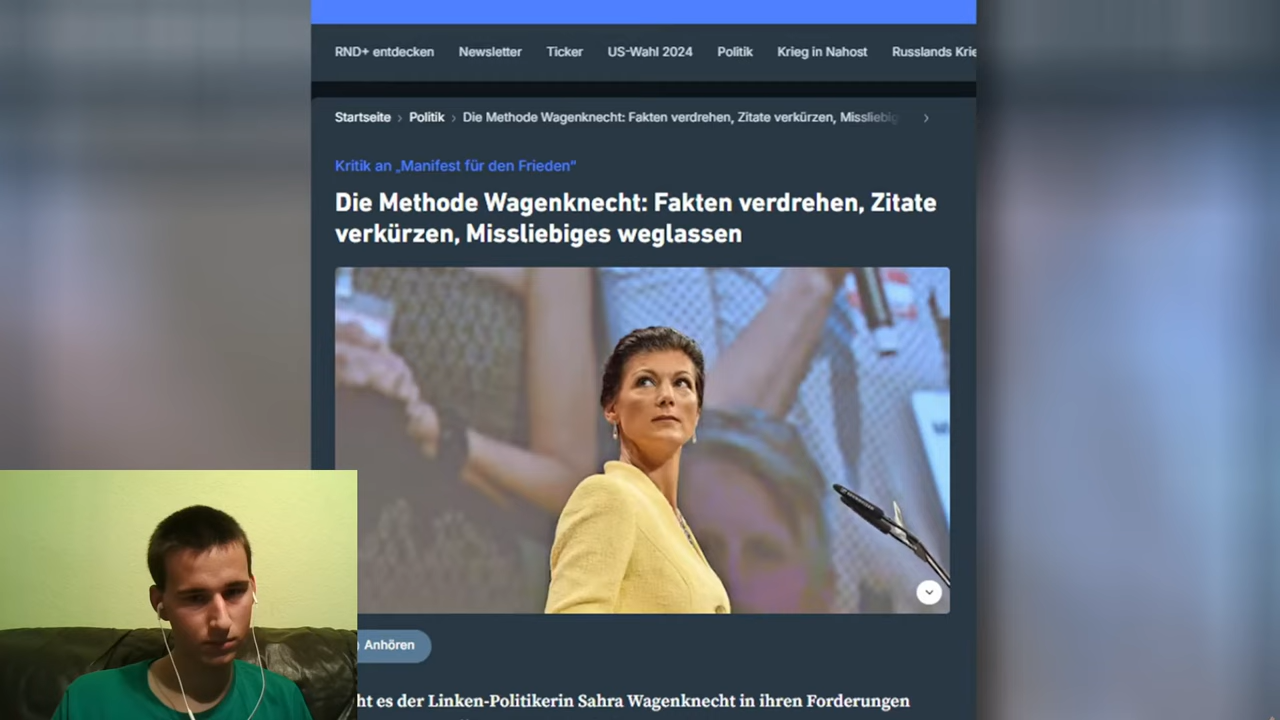 RND+ entdecken Newsletter Ticker US-Wahl 2024 Politik Krieg in Nahost Russlands
Startseite › Politik › Die Methode Wagenknecht: Fakten verdrehen, Zitate verkürzen, ›
Kritik an „Manifest für den Frieden“
Die Methode Wagenknecht: Fakten verdrehen, Zitate
verkürzen, Missliebiges weglassen
Anhören
es der Linken-Politikerin Sahra Wagenknecht in ihren Forderungen